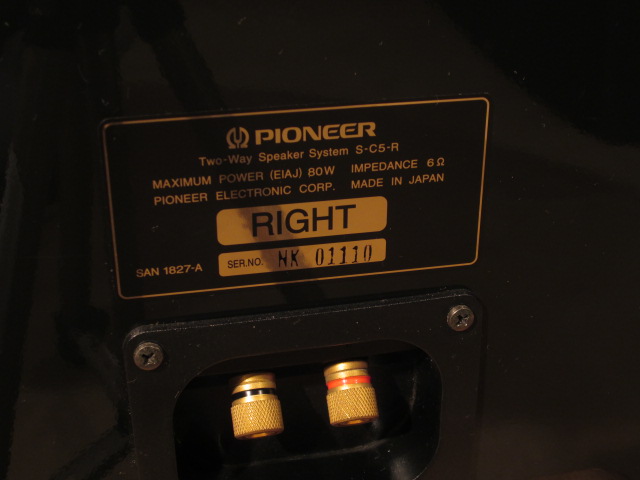 PIONEER
Two-Way Speaker System S-C5-R
MAXIMUM POWER (EIAJ) 80W IMPEDANCE 6Ω
PIONEER ELECTRONIC CORP. MADE IN JAPAN
RIGHT
SAN 1827-A SER.NO. NK 01110